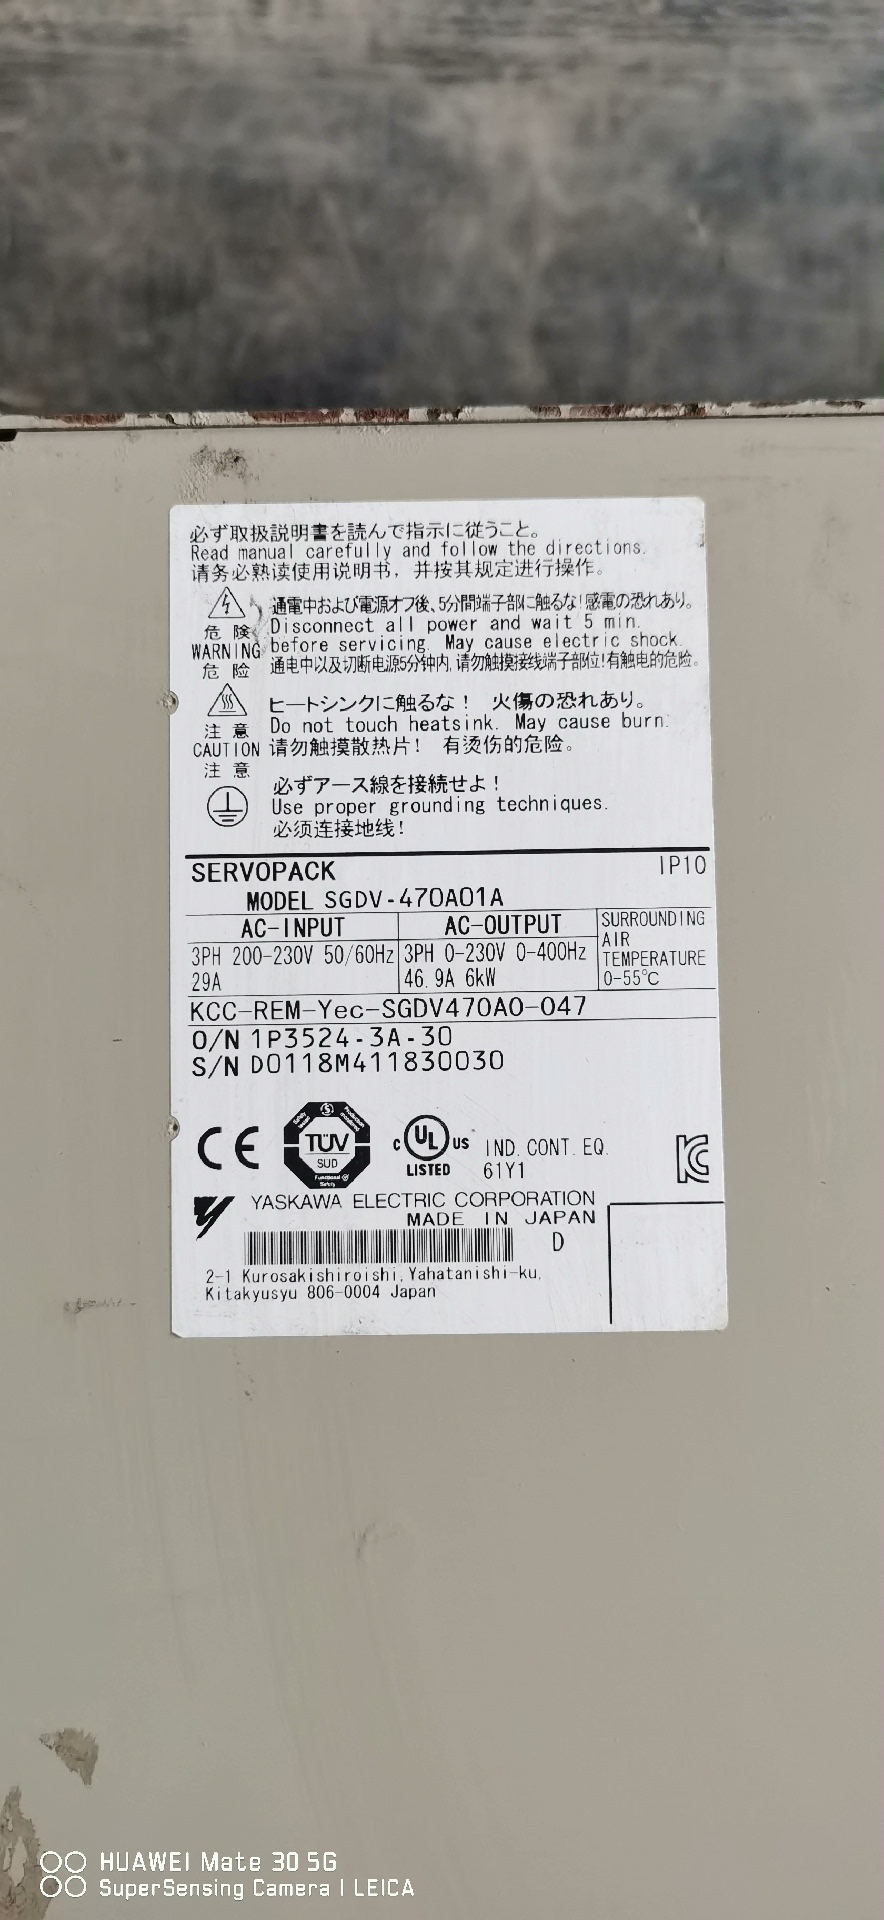 必ず取扱説明書を読んで指示に従うこと。
Read manual carefully and follow the directions.
请务必熟读使用说明书，并按其规定进行操作。
通電中および電源オフ後、5分間端子部に触るな!感電の恐れあり。
危険 Disconnect all power and wait 5 min.
WARNING before servicing. May cause electric shock.
危险 通电中以及切断电源5分钟内,请勿触摸接线端子部位!有触电的危险。
ヒートシンクに触るな! 火傷の恐れあり。
注意 Do not touch heatsink. May cause burn.
CAUTION 请勿触摸散热片! 有烫伤的危险。
注意
必ずアース線を接続せよ!
Use proper grounding techniques.
必须连接地线!
SERVOPACK IP10
MODEL SGDV-470A01A
AC-INPUT AC-OUTPUT SURROUNDING
AIR
3PH 200-230V 50/60Hz 3PH 0-230V 0-400Hz TEMPERATURE
29A 46.9A 6kW 0-55℃
KCC-REM-Yec-SGDV470A0-047
O/N 1P3524-3A-30
S/N D0118M411830030
CE
Safety tested
Production monitored
TÜV
SUD
Functional Safety
C UL US IND. CONT. EQ.
LISTED 61Y1
YASKAWA ELECTRIC CORPORATION
MADE IN JAPAN
D
2-1 Kurosakishiroishi,Yahatanishi-ku,
Kitakyusyu 806-0004 Japan
HUAWEI Mate 30 5G
SuperSensing Camera | LEICA